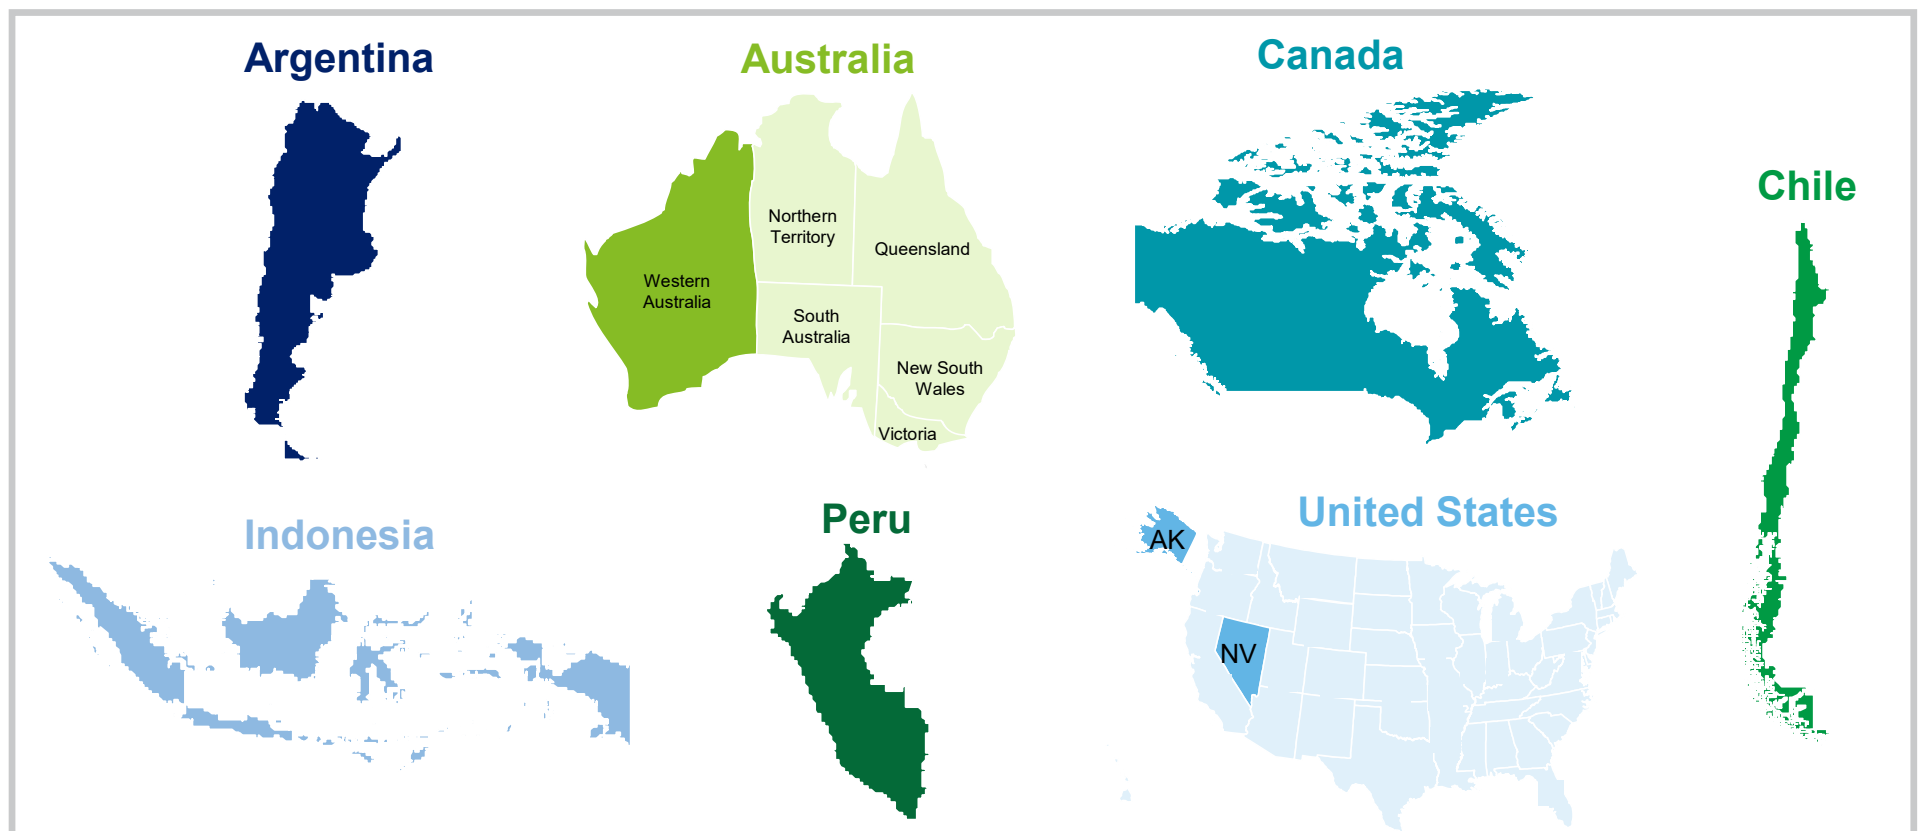 Argentina
Australia
Canada
Chile
Northern
Territory
Queensland
Western
Australia
South
Australia
New South
Wales
Victoria
Indonesia
Peru
United States
AK
NV